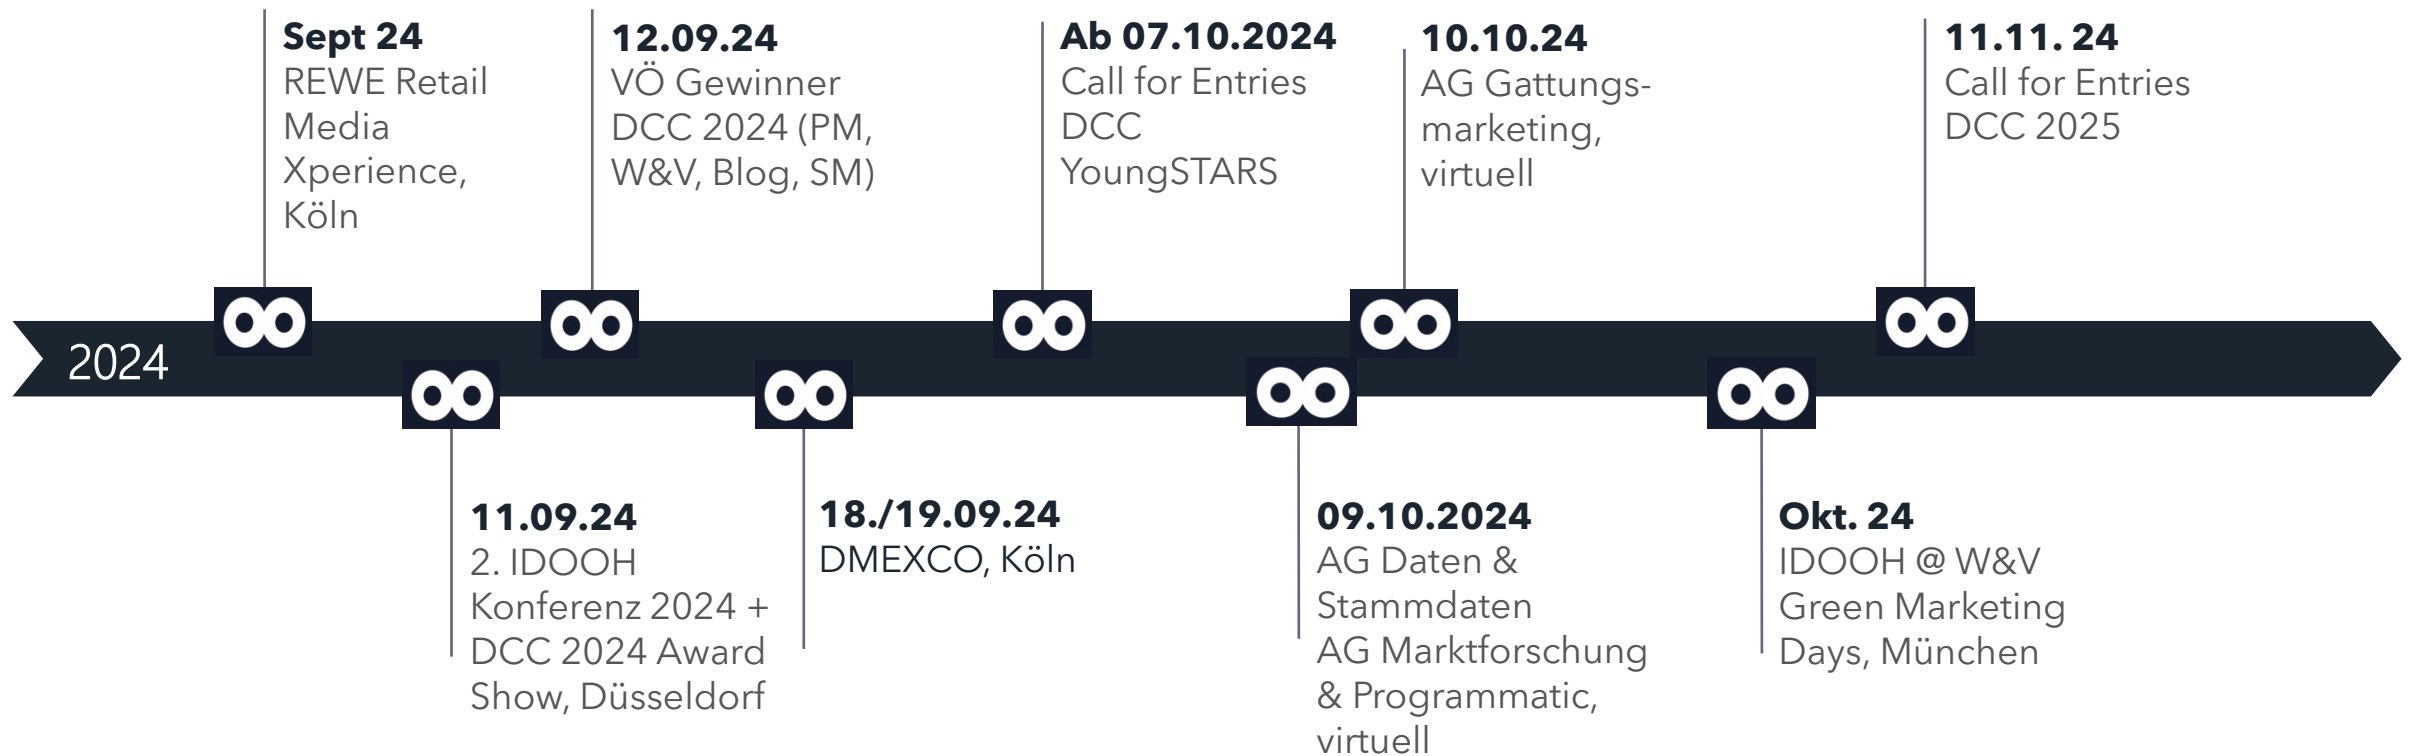 Sept 24
REWE Retail
Media
Xperience,
Köln
12.09.24
VÖ Gewinner
DCC 2024 (PM,
W&V, Blog, SM)
Ab 07.10.2024
Call for Entries
DCC
YoungSTARS
10.10.24
AG Gattungs-
marketing,
virtuell
11.11. 24
Call for Entries
DCC 2025
2024
11.09.24
2. IDOOH
Konferenz 2024 +
DCC 2024 Award
Show, Düsseldorf
18./19.09.24
DMEXCO, Köln
09.10.2024
AG Daten &
Stammdaten
AG Marktforschung
& Programmatic,
virtuell
Okt. 24
IDOOH @ W&V
Green Marketing
Days, München